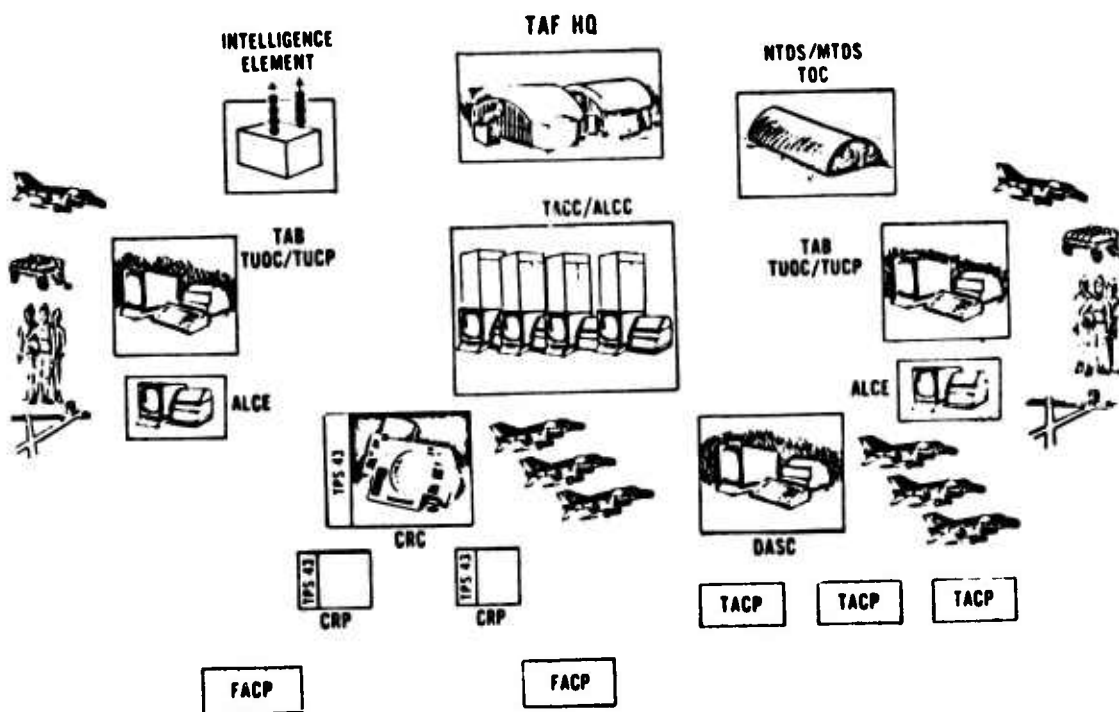 TAF HQ
INTELLIGENCE
ELEMENT
NTDS/MTDS
TOC
TACC/ALCC
TAB
TUOC/TUCP
TAB
TUOC/TUCP
ALCE
ALCE
TPS 43
CRC
DASC
TPS 43
CRP
TPS 43
CRP
TACP
TACP
TACP
FACP
FACP